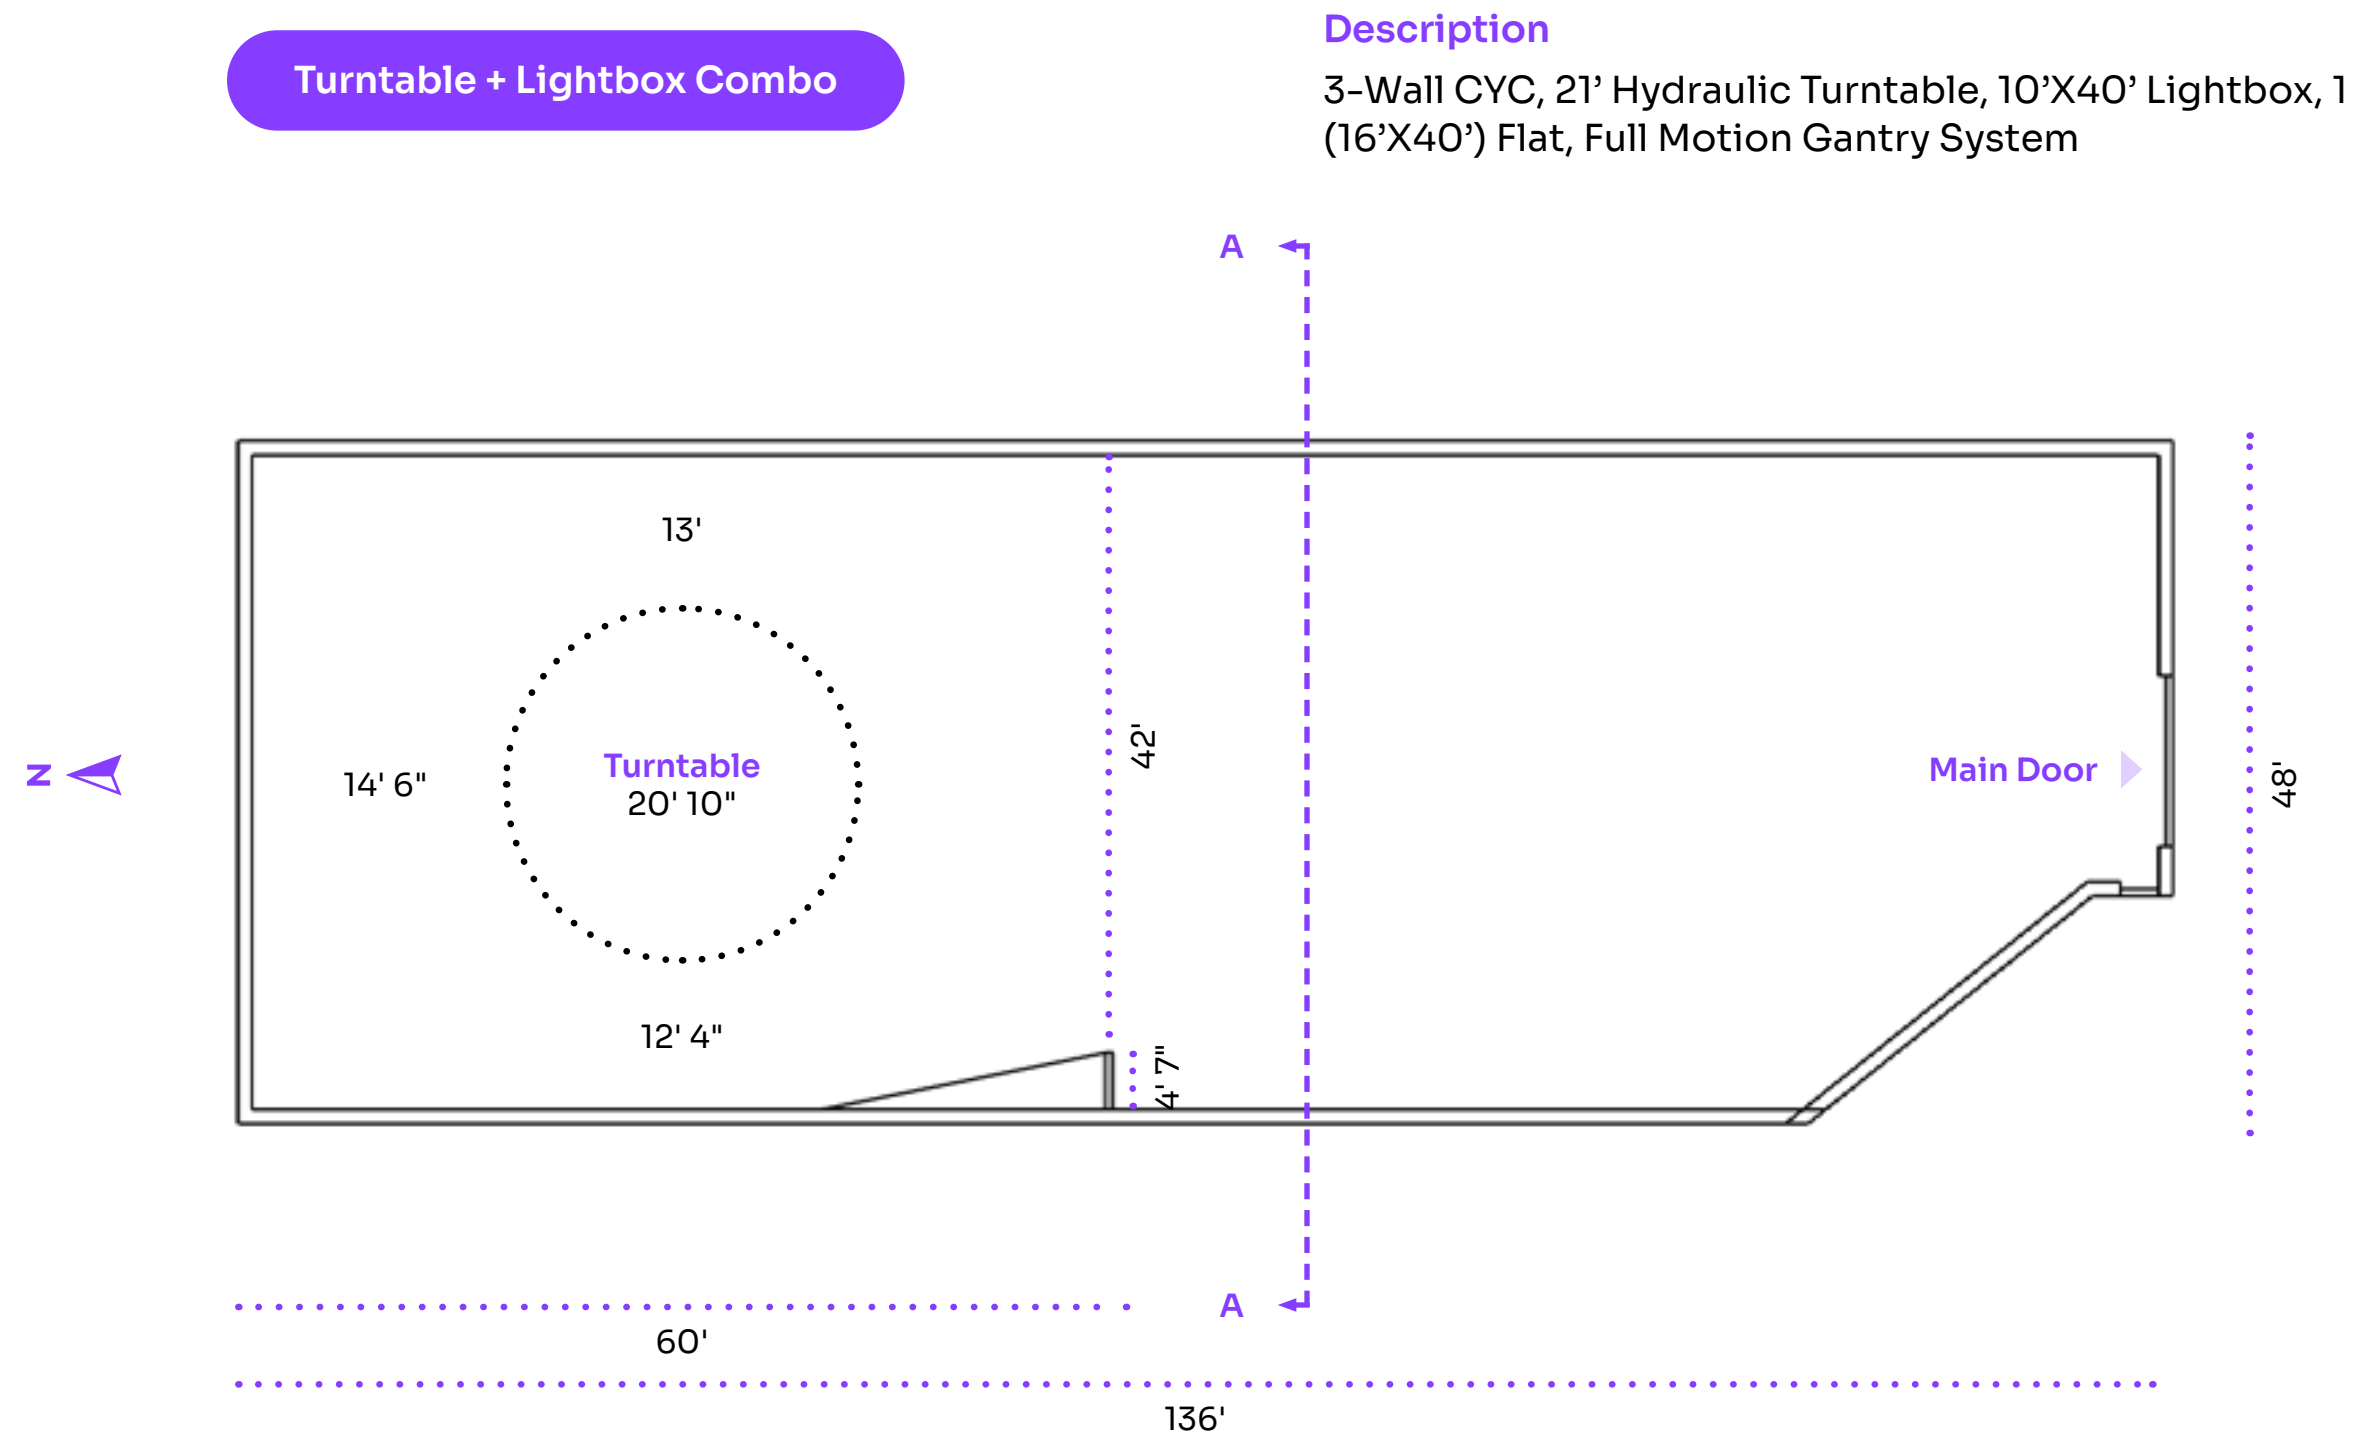 Turntable + Lightbox Combo
Description
3-Wall CYC, 21’ Hydraulic Turntable, 10’X40’ Lightbox, 1
(16’X40’) Flat, Full Motion Gantry System
A
13'
42'
N
14' 6"
Turntable
20' 10"
Main Door
48'
12' 4"
4' 7"
A
60'
136'